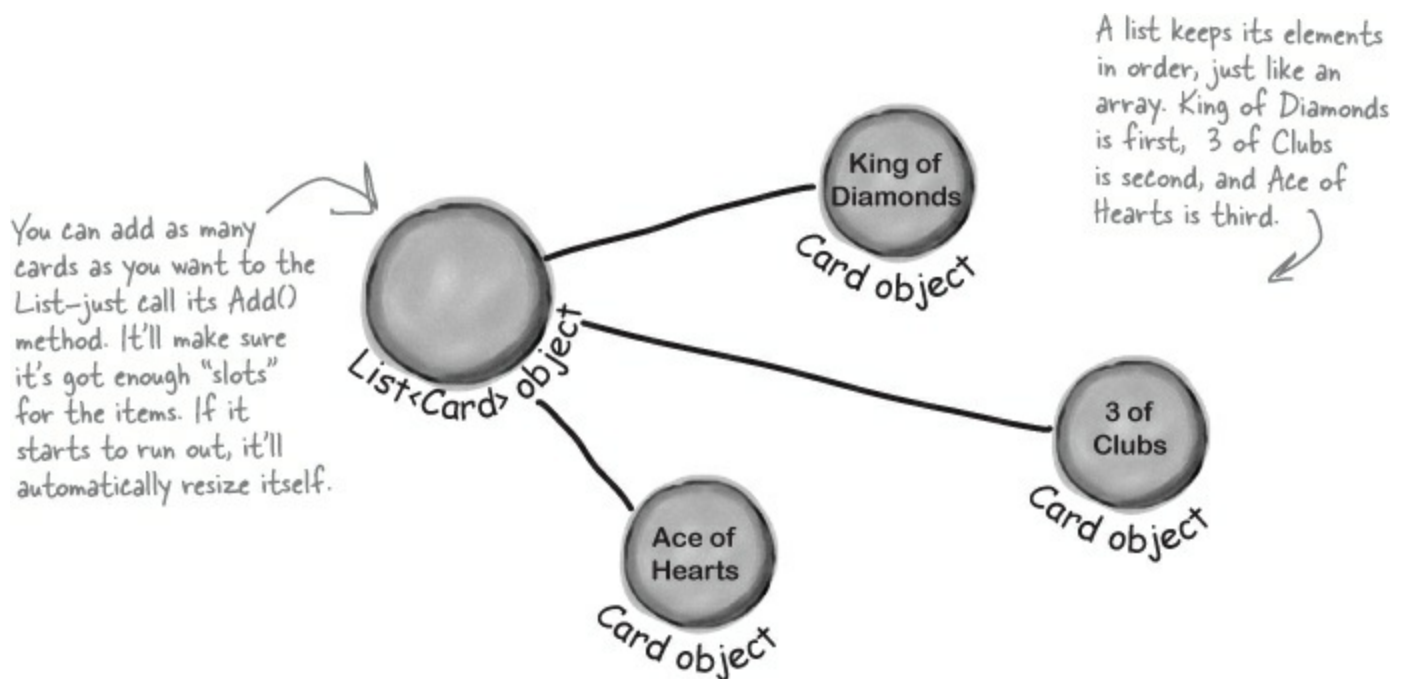 You can add as many
cards as you want to the
List–just call its Add()
method. It'll make sure
it's got enough “slots”
for the items. If it
starts to run out, it'll
automatically resize itself.
List<Card> object
King of
Diamonds
Card object
A list keeps its elements
in order, just like an
array. King of Diamonds
is first, 3 of Clubs
is second, and Ace of
Hearts is third.
3 of
Clubs
Card object
Ace of
Hearts
Card object